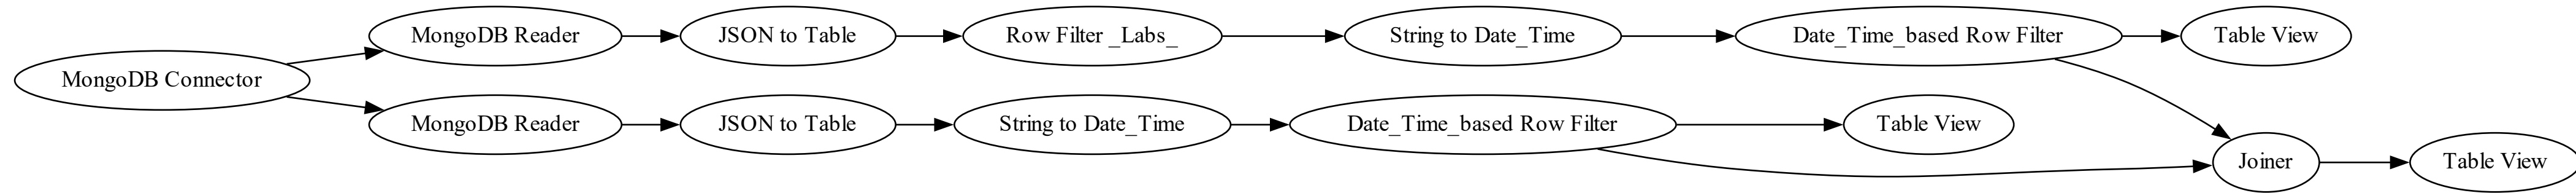 MongoDB Connector
MongoDB Reader
JSON to Table
Row Filter _Labs_
String to Date_Time
Date_Time_based Row Filter
Table View
MongoDB Reader
JSON to Table
String to Date_Time
Date_Time_based Row Filter
Table View
Joiner
Table View